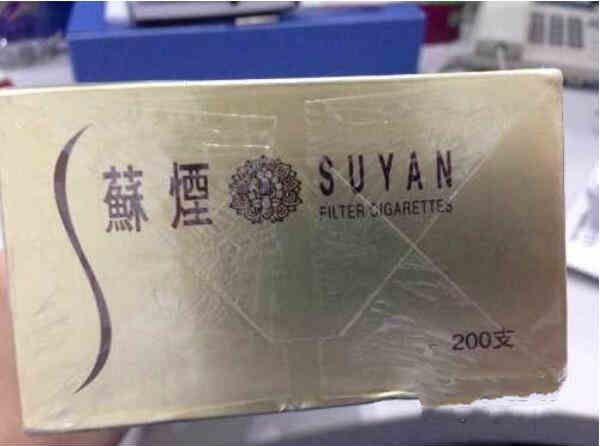 蘇煙 SUYAN
FILTER CIGARETTES
200支